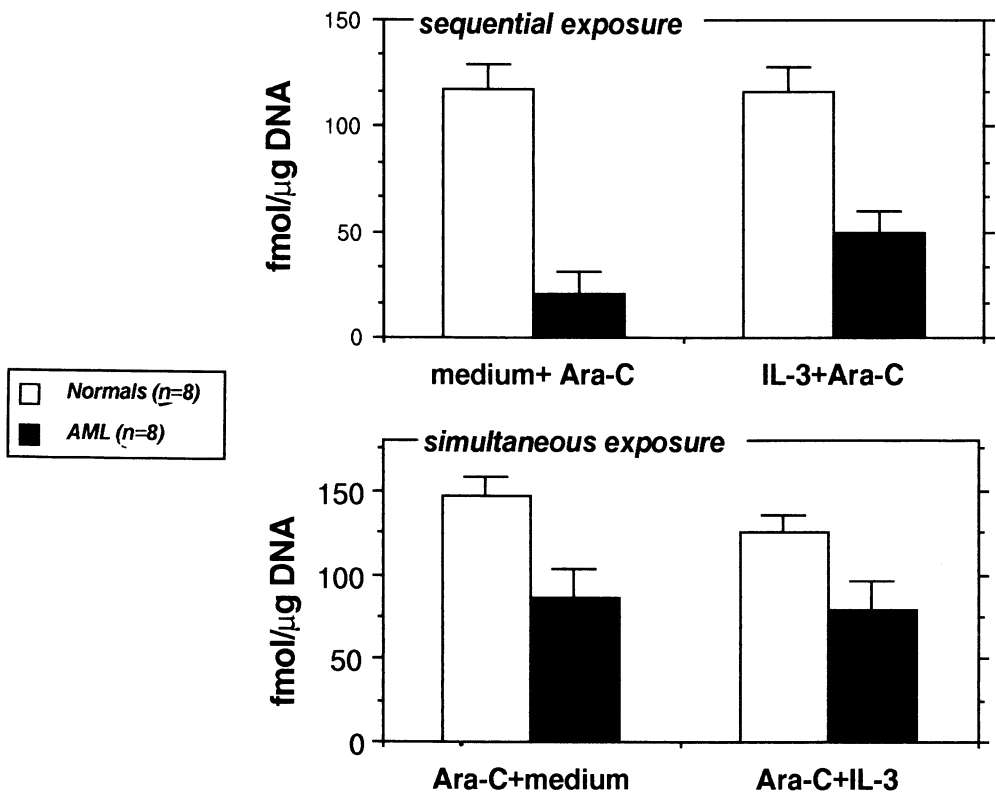 sequential exposure
150
100
50
0
fmol/µg DNA
medium+ Ara-C
IL-3+Ara-C
Normals (n=8)
AML (n=8)
simultaneous exposure
150
100
50
0
fmol/µg DNA
Ara-C+medium
Ara-C+IL-3